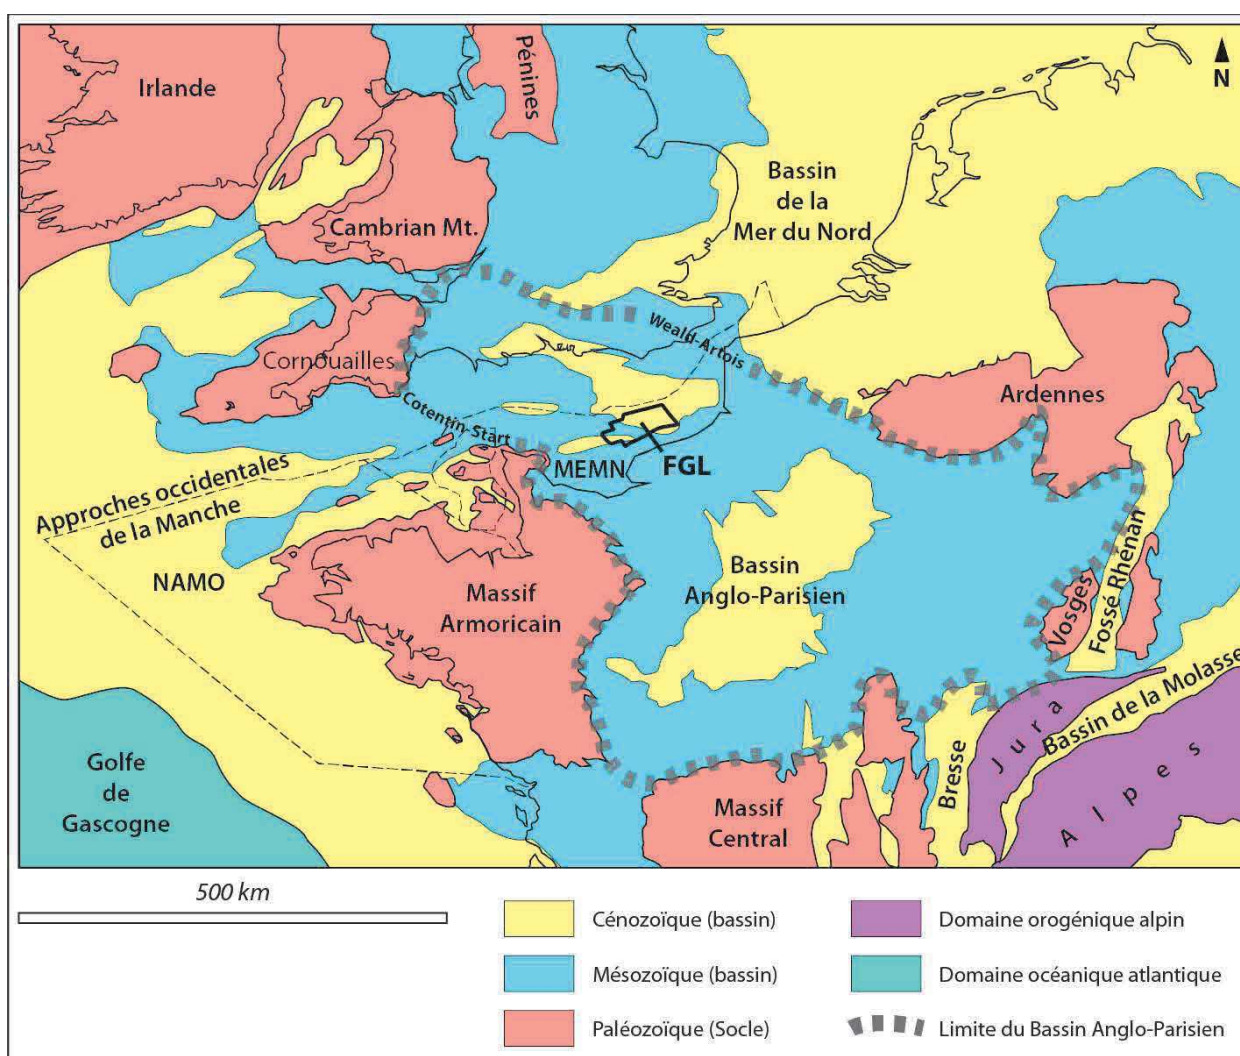 Irlande
Pénines
N
Cambrian Mt.
Bassin
de la
Mer du Nord
Weald-Artois
Cornouailles
Cotentin-Start
Ardennes
MEMN
FGL
Approches occidentales
de la Manche
NAMO
Massif
Armoricain
Bassin
Anglo-Parisien
Vosges
Fossé Rhénan
Golfe
de
Gascogne
Massif
Central
Bresse
Jura
Bassin de la Molasse
Alpes
500 km
Cénozoïque (bassin)
Mésozoïque (bassin)
Paléozoïque (Socle)
Domaine orogénique alpin
Domaine océanique atlantique
Limite du Bassin Anglo-Parisien